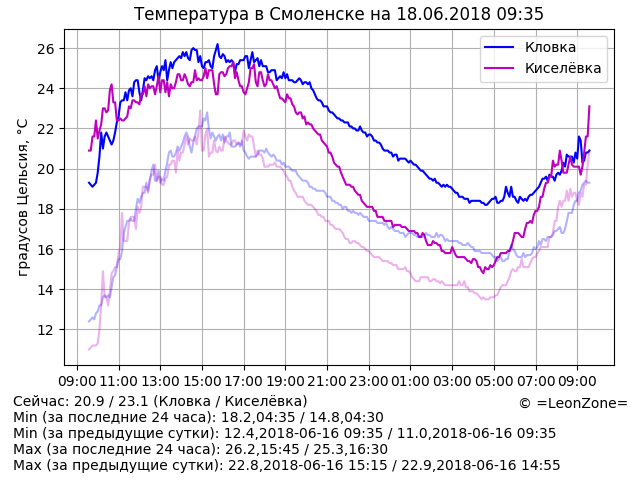 Температура в Смоленске на 18.06.2018 09:35
Кловка
Киселёвка
градусов Цельсия, °C
26
24
22
20
18
16
14
12
09:00 11:00 13:00 15:00 17:00 19:00 21:00 23:00 01:00 03:00 05:00 07:00 09:00
Сейчас: 20.9 / 23.1 (Кловка / Киселёвка)
© =LeonZone=
Min (за последние 24 часа): 18.2,04:35 / 14.8,04:30
Min (за предыдущие сутки): 12.4,2018-06-16 09:35 / 11.0,2018-06-16 09:35
Max (за последние 24 часа): 26.2,15:45 / 25.3,16:30
Max (за предыдущие сутки): 22.8,2018-06-16 15:15 / 22.9,2018-06-16 14:55